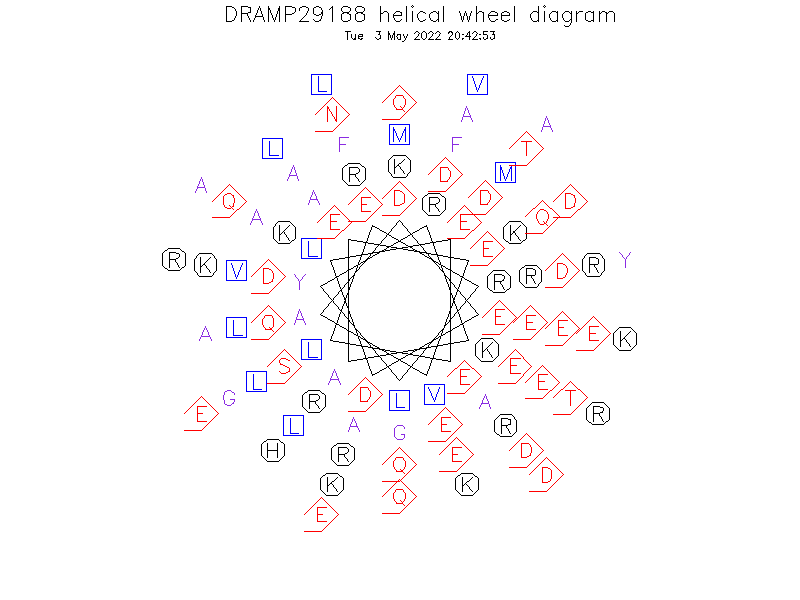 DRAMP29188 helical wheel diagram
Tue 3 May 2022 20:42:53
L V
N Q A
A
M
L F F T
A R K D M
A Q A E D R D D
A E E Q
K K
L E
R K V D Y R R D R Y
A L Q A E E E E K
L K
S E
L A E E
G R D L V A T
E R
L A G E R
H R Q E D
K Q K D
E